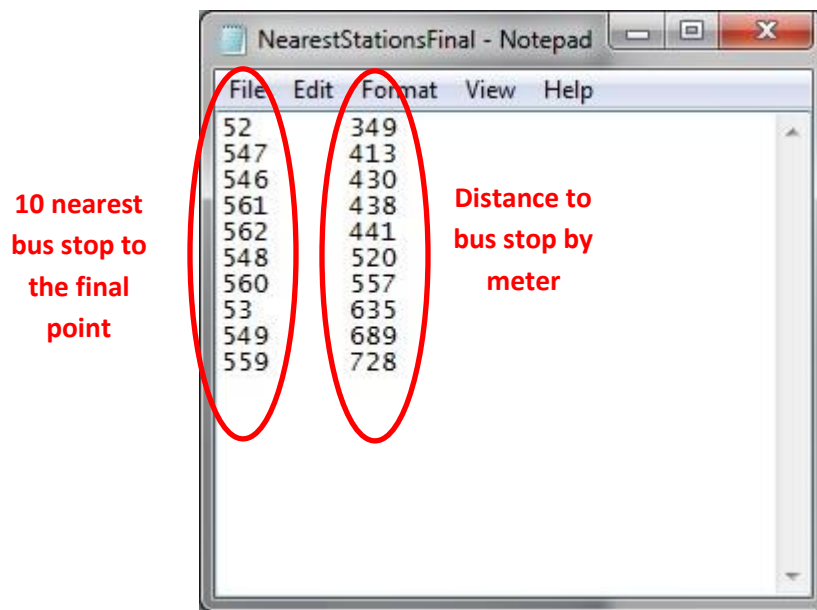 NearestStationsFinal - Notepad
File Edit Format View Help
52 349
547 413
546 430
561 438
562 441
548 520
560 557
53 635
549 689
559 728
10 nearest
bus stop to
the final
point
Distance to
bus stop by
meter